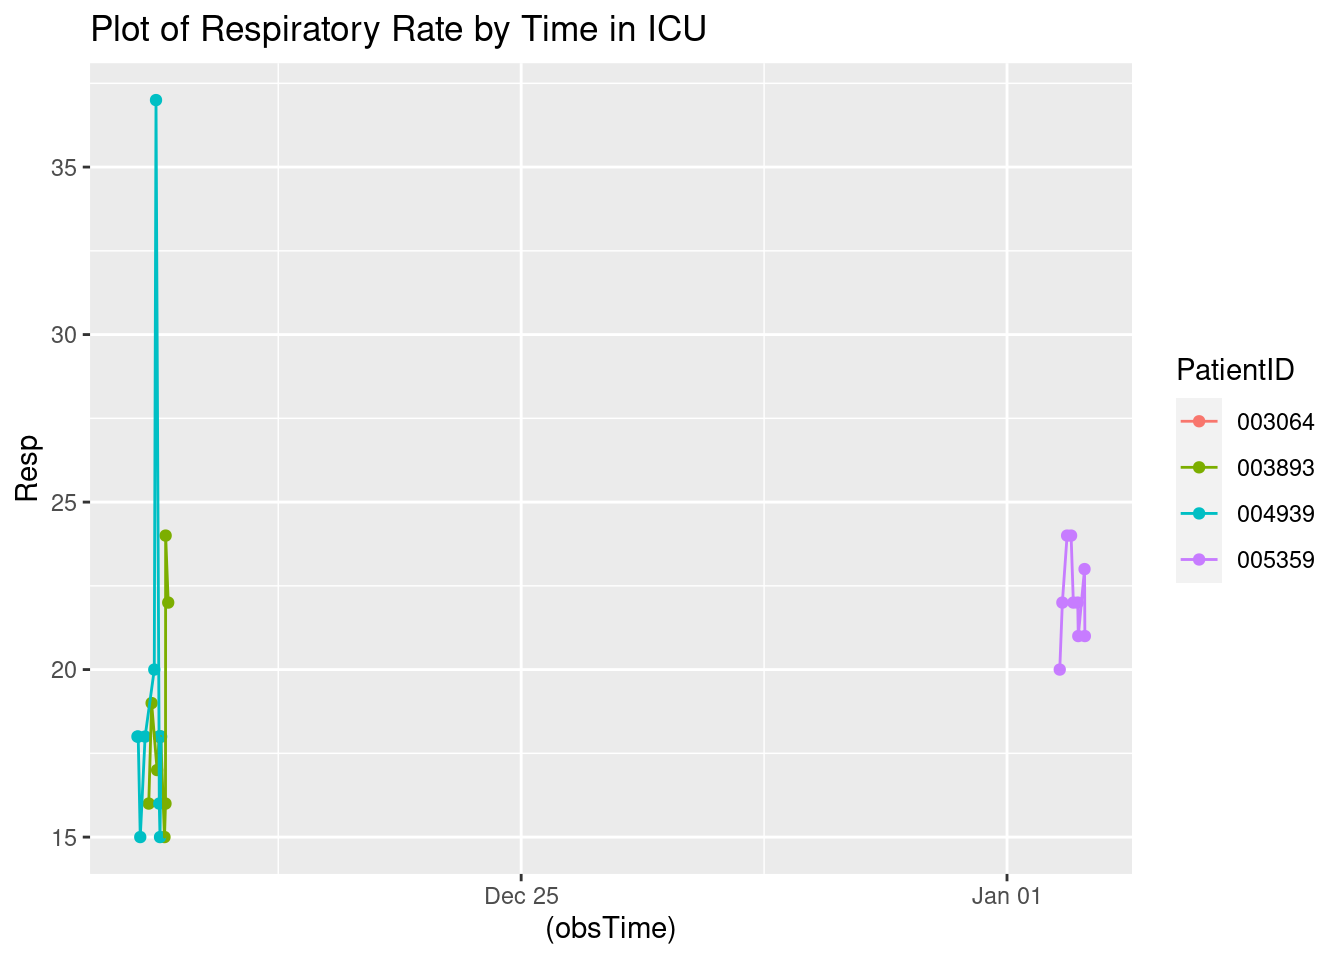 Plot of Respiratory Rate by Time in ICU
35
30
25
20
15
Resp
Dec 25
Jan 01
(obsTime)
PatientID
003064
003893
004939
005359